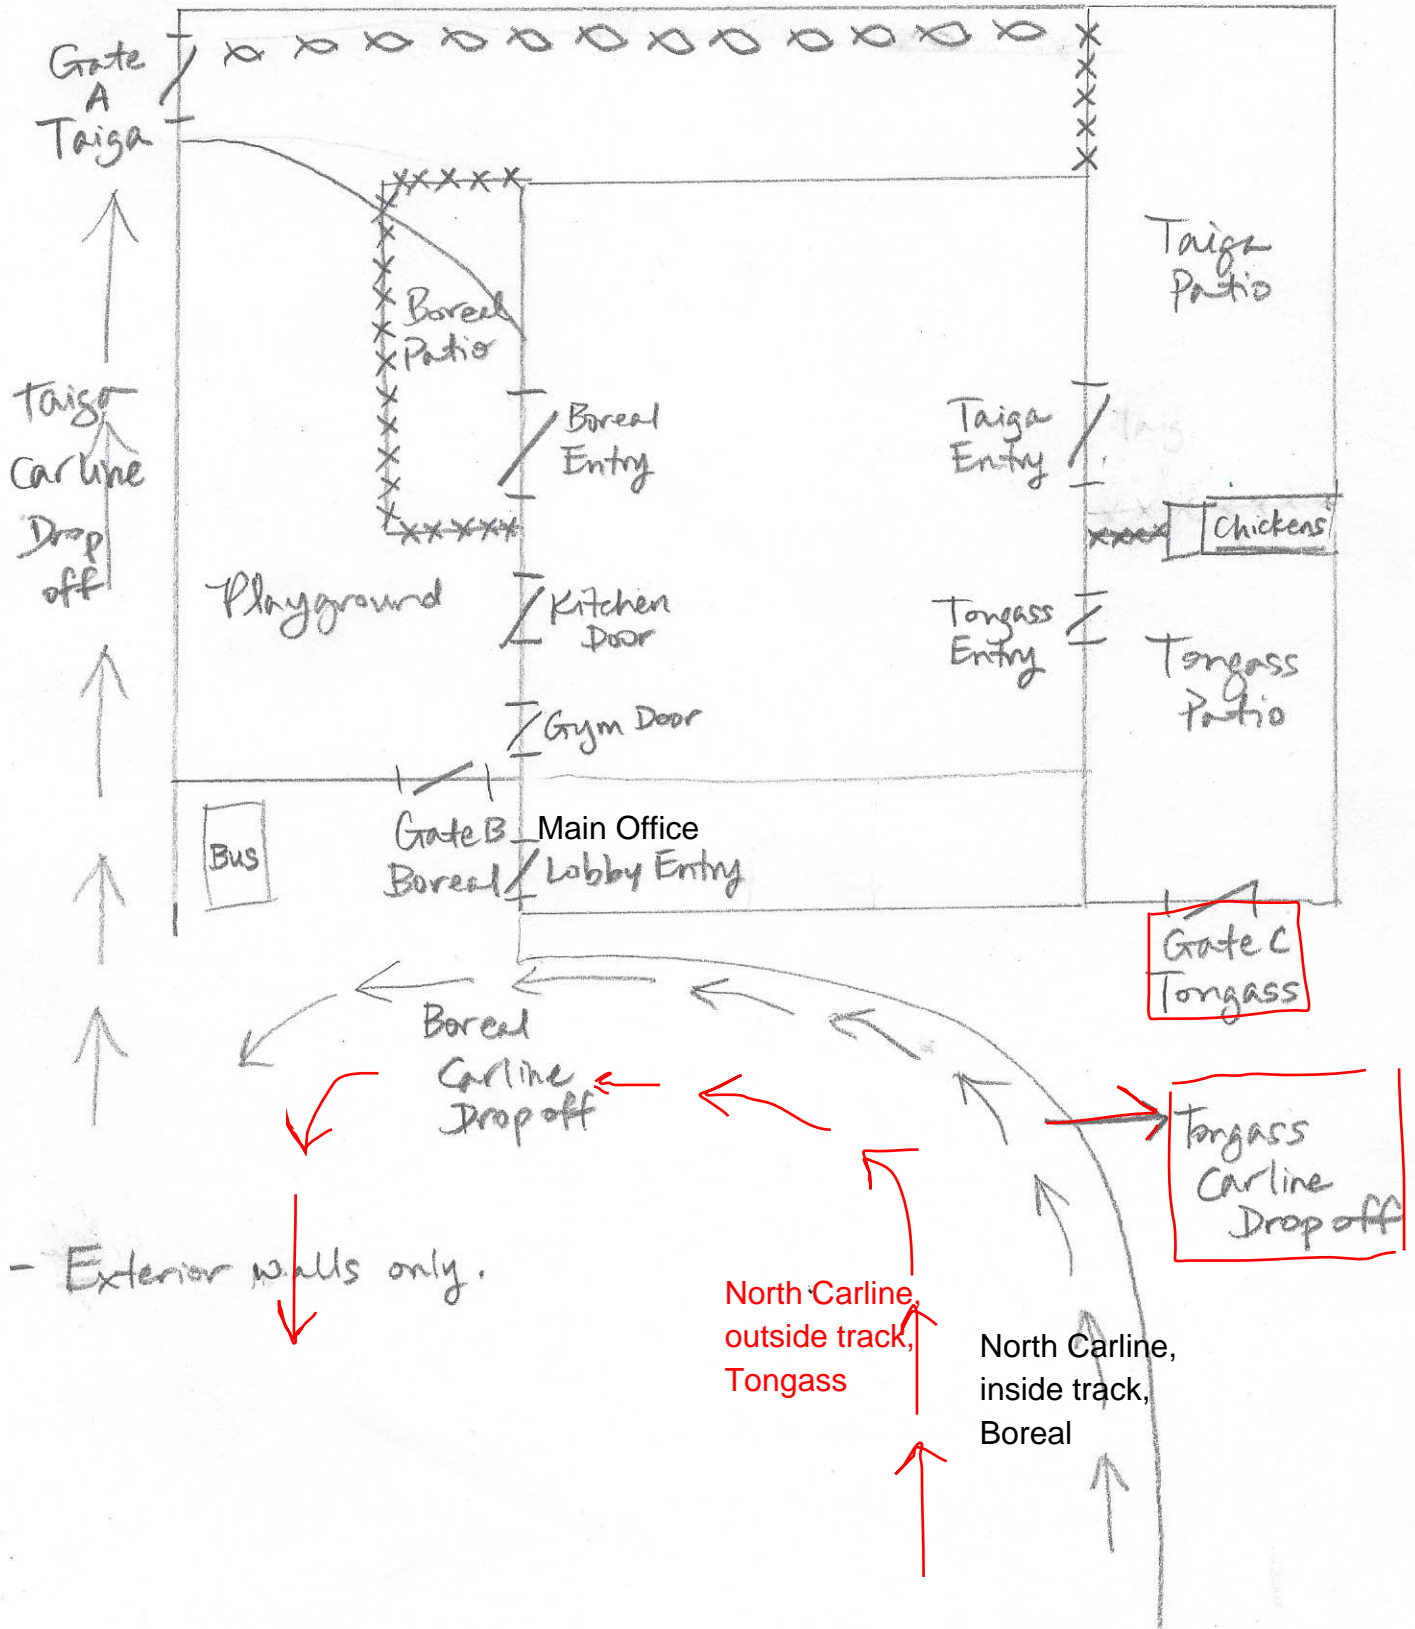 Gate
A
Taiga
Taiga
Patio
Boreal
Patio
Taiga
Carline
Drop
off
Boreal
Entry
Taiga
Entry
taig
Chickens
Playground
Kitchen
Door
Tongass
Entry
Tongass
Patio
Gym Door
Bus
Gate B
Boreal
Main Office
Lobby Entry
Gate C
Tongass
Boreal
Carline
Drop off
Tongass
Carline
Drop off
- Exterior walls only.
North Carline,
outside track,
Tongass
North Carline,
inside track,
Boreal